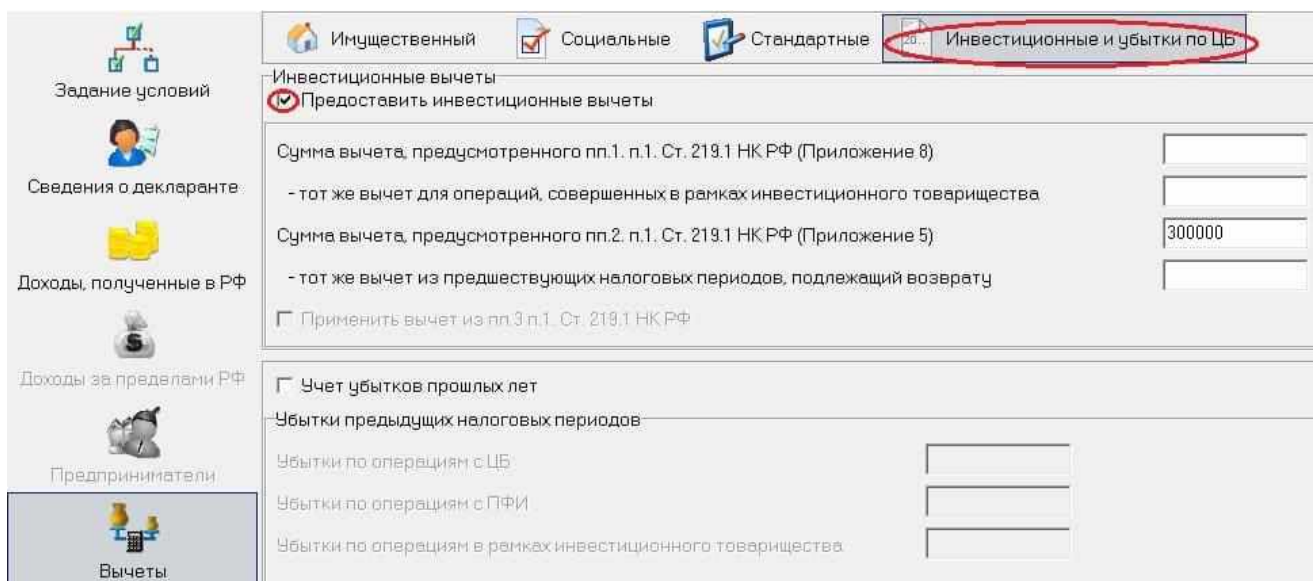 Имущественный
Социальные
Стандартные
20...
Инвестиционные и убытки по ЦБ
Задание условий
Сведения о декларанте
Доходы, полученные в РФ
Доходы за пределами РФ
Предприниматели
Вычеты
Инвестиционные вычеты
Предоставить инвестиционные вычеты
Сумма вычета, предусмотренного пп.1. п.1. Ст. 219.1 НК РФ (Приложение 8)
- тот же вычет для операций, совершенных в рамках инвестиционного товарищества
Сумма вычета, предусмотренного пп.2. п.1. Ст. 219.1 НК РФ (Приложение 5) 300000
- тот же вычет из предшествующих налоговых периодов, подлежащий возврату
Применить вычет из пп.3 п.1. Ст. 219.1 НК РФ
Учет убытков прошлых лет
Убытки предыдущих налоговых периодов
Убытки по операциям с ЦБ
Убытки по операциям с ПФИ
Убытки по операциям в рамках инвестиционного товарищества